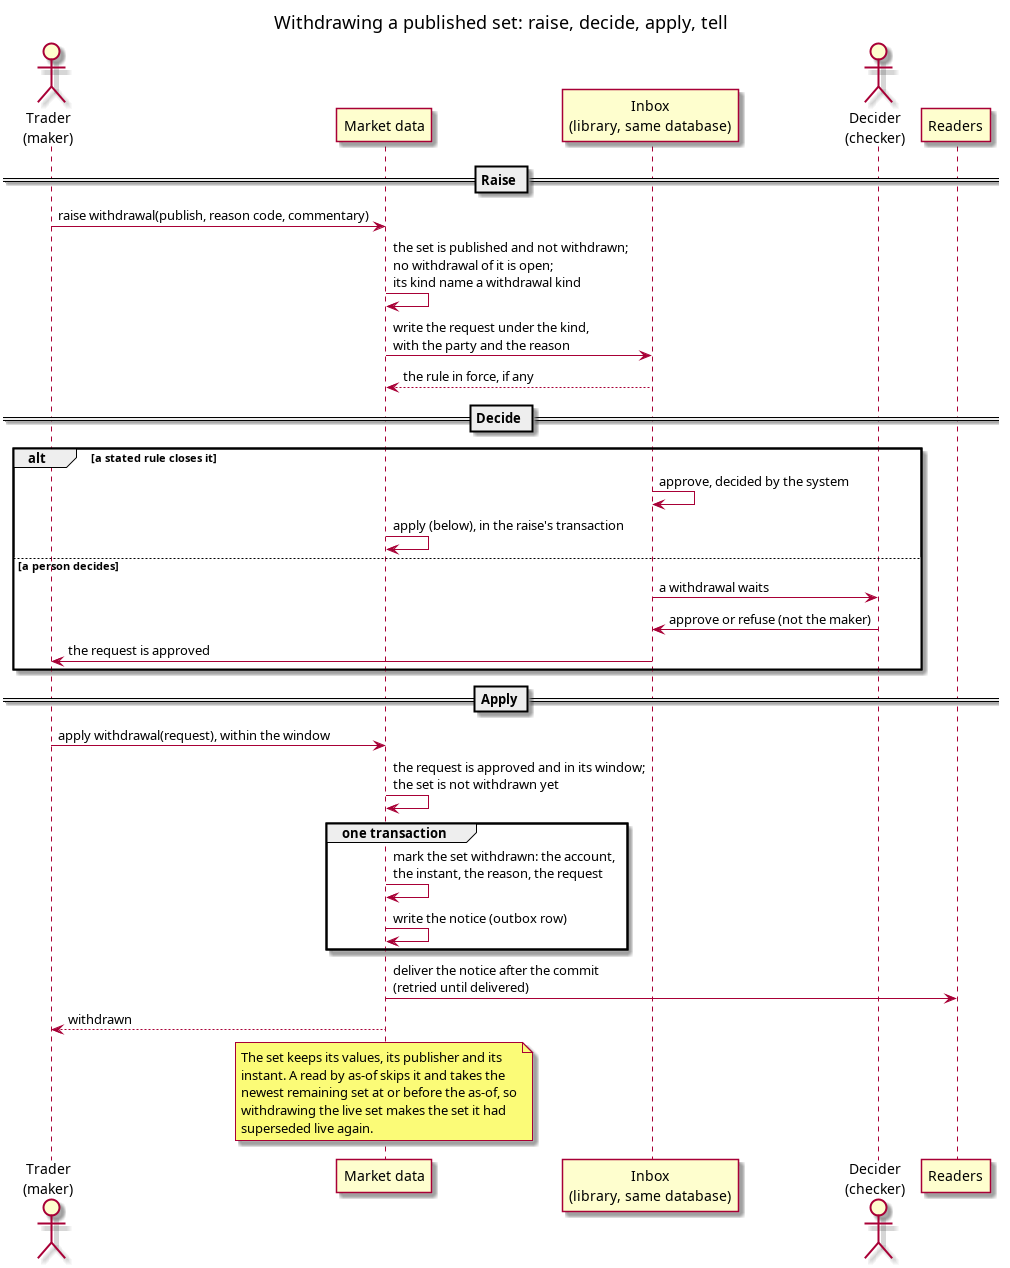 Withdrawing a published set: raise, decide, apply, tell
Trader
(maker)
Market data
Inbox
(library, same database)
Decider
(checker)
Readers
Raise
raise withdrawal(publish, reason code, commentary)
the set is published and not withdrawn;
no withdrawal of it is open;
its kind name a withdrawal kind
write the request under the kind,
with the party and the reason
the rule in force, if any
Decide
alt
[a stated rule closes it]
approve, decided by the system
apply (below), in the raise's transaction
[a person decides]
a withdrawal waits
approve or refuse (not the maker)
the request is approved
Apply
apply withdrawal(request), within the window
the request is approved and in its window;
the set is not withdrawn yet
one transaction
mark the set withdrawn: the account,
the instant, the reason, the request
write the notice (outbox row)
deliver the notice after the commit
(retried until delivered)
withdrawn
The set keeps its values, its publisher and its
instant. A read by as-of skips it and takes the
newest remaining set at or before the as-of, so
withdrawing the live set makes the set it had
superseded live again.
Trader
(maker)
Market data
Inbox
(library, same database)
Decider
(checker)
Readers